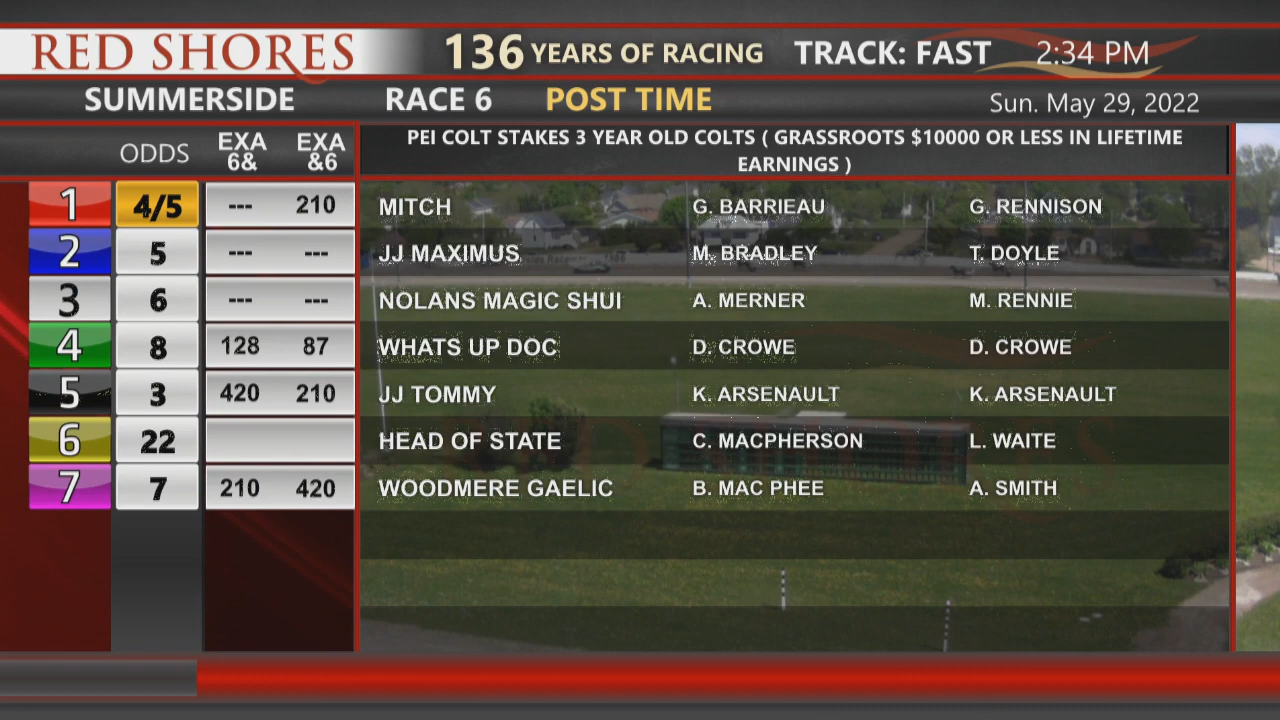 RED SHORES 136 YEARS OF RACING TRACK: FAST 2:34 PM
SUMMERSIDE RACE 6 POST TIME Sun. May 29, 2022
ODDS EXA 6& EXA &6
PEI COLT STAKES 3 YEAR OLD COLTS ( GRASSROOTS $10000 OR LESS IN LIFETIME
EARNINGS )
1 4/5 --- 210 MITCH G. BARRIEAU G. RENNISON
2 5 --- --- JJ MAXIMUS M. BRADLEY T. DOYLE
3 6 --- --- NOLANS MAGIC SHUI A. MERNER M. RENNIE
4 8 128 87 WHATS UP DOC D. CROWE D. CROWE
5 3 420 210 JJ TOMMY K. ARSENAULT K. ARSENAULT
6 22 HEAD OF STATE C. MACPHERSON L. WAITE
7 7 210 420 WOODMERE GAELIC B. MAC PHEE A. SMITH